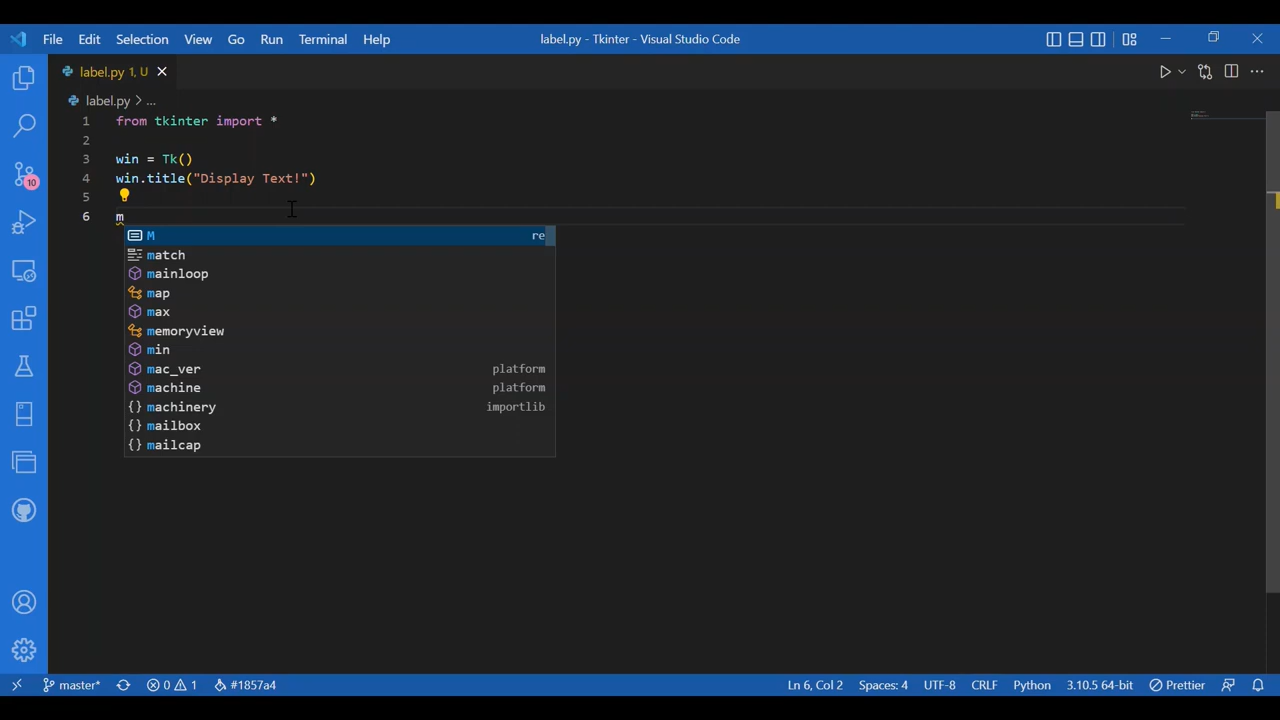 File Edit Selection View Go Run Terminal Help label.py - Tkinter - Visual Studio Code
label.py 1, U
label.py > ...
1 from tkinter import *
2
3 win = Tk()
4 win.title("Display Text!")
5
6 m
M re
match
mainloop
map
max
memoryview
min
mac_ver platform
machine platform
{} machinery importlib
{} mailbox
{} mailcap
10
master* 0 1 #1857a4 Ln 6, Col 2 Spaces: 4 UTF-8 CRLF Python 3.10.5 64-bit Prettier